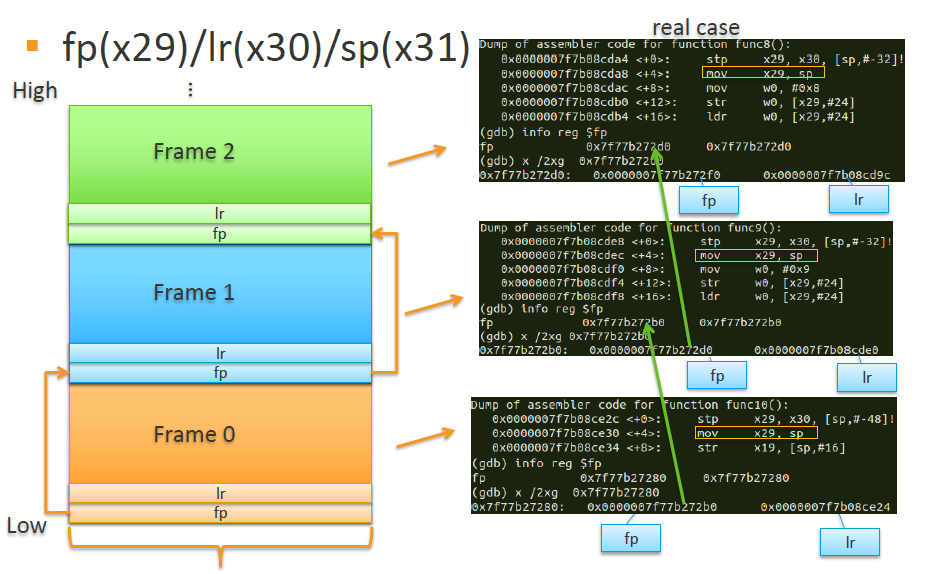 fp(x29)/lr(x30)/sp(x31)
High
⋮
Frame 2
lr
fp
Frame 1
lr
fp
Frame 0
lr
fp
Low
real case
Dump of assembler code for function func8():
0x0000007f7b08cda4 <+0>: stp x29, x30, [sp,#-32]!
0x0000007f7b08cda8 <+4>: mov x29, sp
0x0000007f7b08cdac <+8>: mov w0, #0x8
0x0000007f7b08cdb0 <+12>: str w0, [x29,#24]
0x0000007f7b08cdb4 <+16>: ldr w0, [x29,#24]
(gdb) info reg $fp
fp 0x7f77b272d0 0x7f77b272d0
(gdb) x /2xg 0x7f77b272d0
0x7f77b272d0: 0x0000007f77b272f0 0x0000007f7b08cd9c
fp
lr
Dump of assembler code for function func9():
0x0000007f7b08cde8 <+0>: stp x29, x30, [sp,#-32]!
0x0000007f7b08cdec <+4>: mov x29, sp
0x0000007f7b08cdf0 <+8>: mov w0, #0x9
0x0000007f7b08cdf4 <+12>: str w0, [x29,#24]
0x0000007f7b08cdf8 <+16>: ldr w0, [x29,#24]
(gdb) info reg $fp
fp 0x7f77b272b0 0x7f77b272b0
(gdb) x /2xg 0x7f77b272b0
0x7f77b272b0: 0x0000007f77b272d0 0x0000007f7b08cde0
fp
lr
Dump of assembler code for function func10():
0x0000007f7b08ce2c <+0>: stp x29, x30, [sp,#-48]!
0x0000007f7b08ce30 <+4>: mov x29, sp
0x0000007f7b08ce34 <+8>: str x19, [sp,#16]
(gdb) info reg $fp
fp 0x7f77b27280 0x7f77b27280
(gdb) x /2xg 0x7f77b27280
0x7f77b27280: 0x0000007f77b272b0 0x0000007f7b08ce24
fp
lr